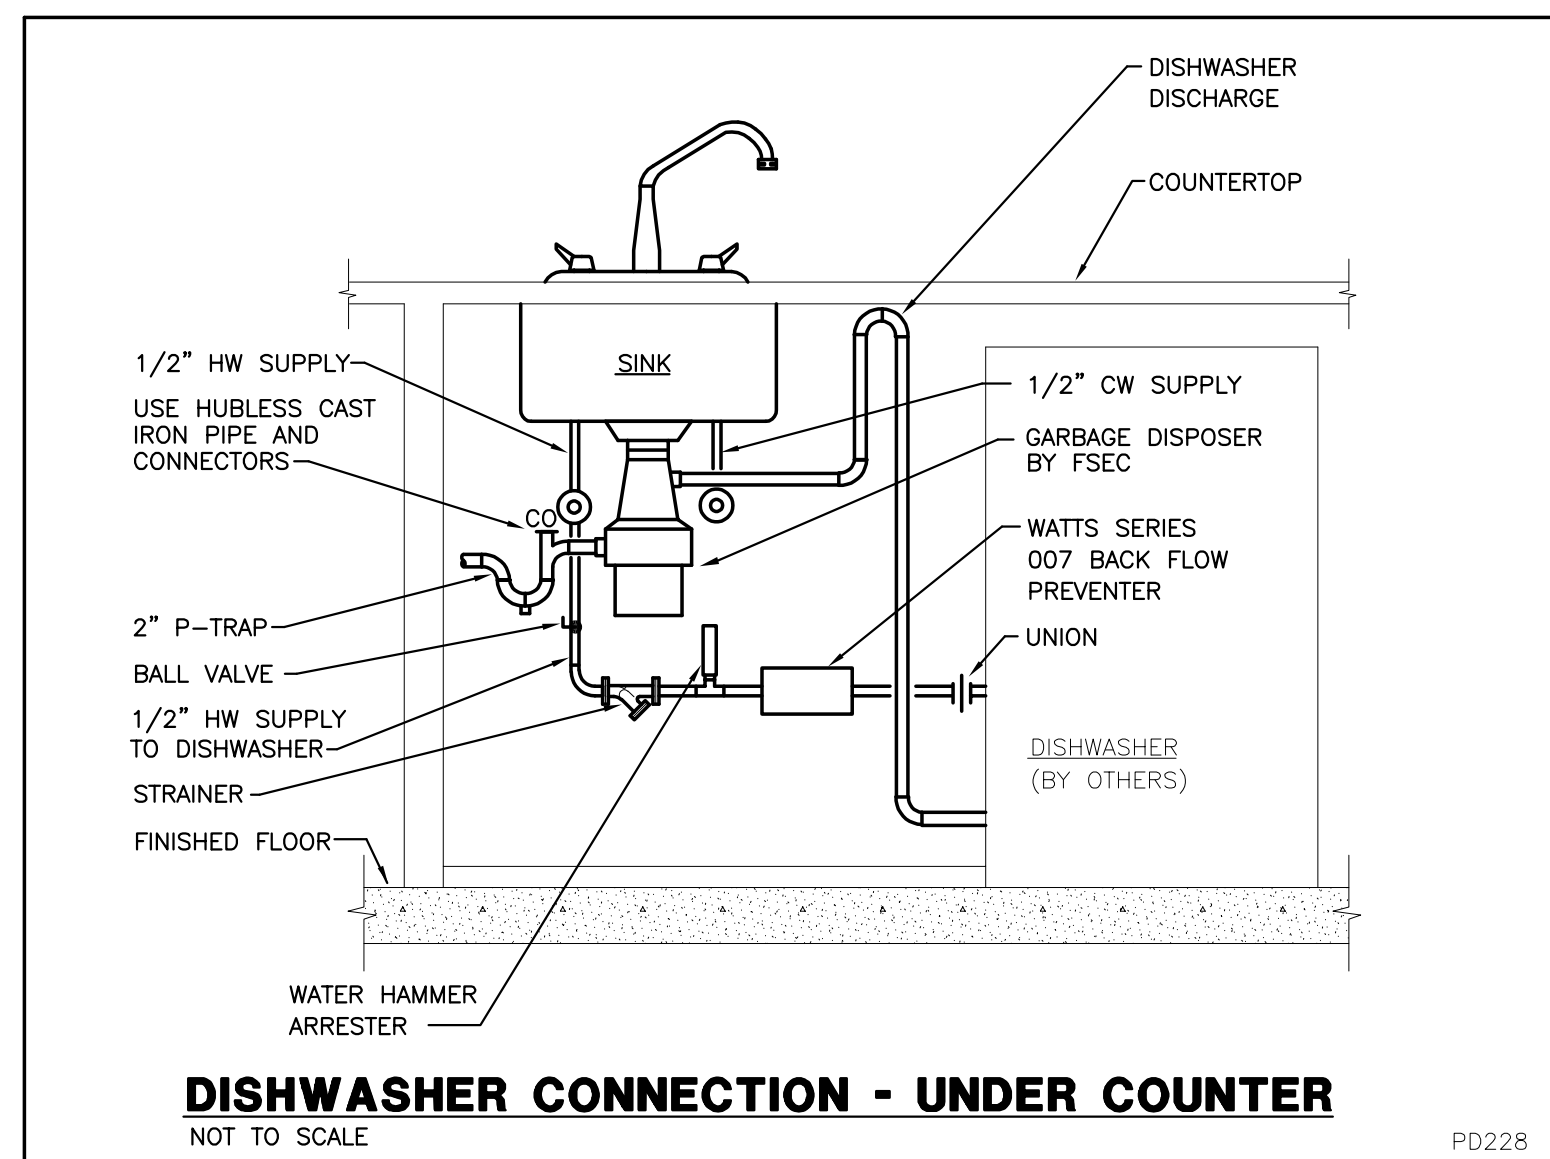 DISHWASHER
DISCHARGE
COUNTERTOP
1/2" HW SUPPLY
SINK
1/2" CW SUPPLY
USE HUBLESS CAST
IRON PIPE AND
CONNECTORS
GARBAGE DISPOSER
BY FSEC
CO
WATTS SERIES
007 BACK FLOW
PREVENTER
2" P-TRAP
UNION
BALL VALVE
1/2" HW SUPPLY
TO DISHWASHER
DISHWASHER
(BY OTHERS)
STRAINER
FINISHED FLOOR
WATER HAMMER
ARRESTER
DISHWASHER CONNECTION - UNDER COUNTER
NOT TO SCALE
PD228